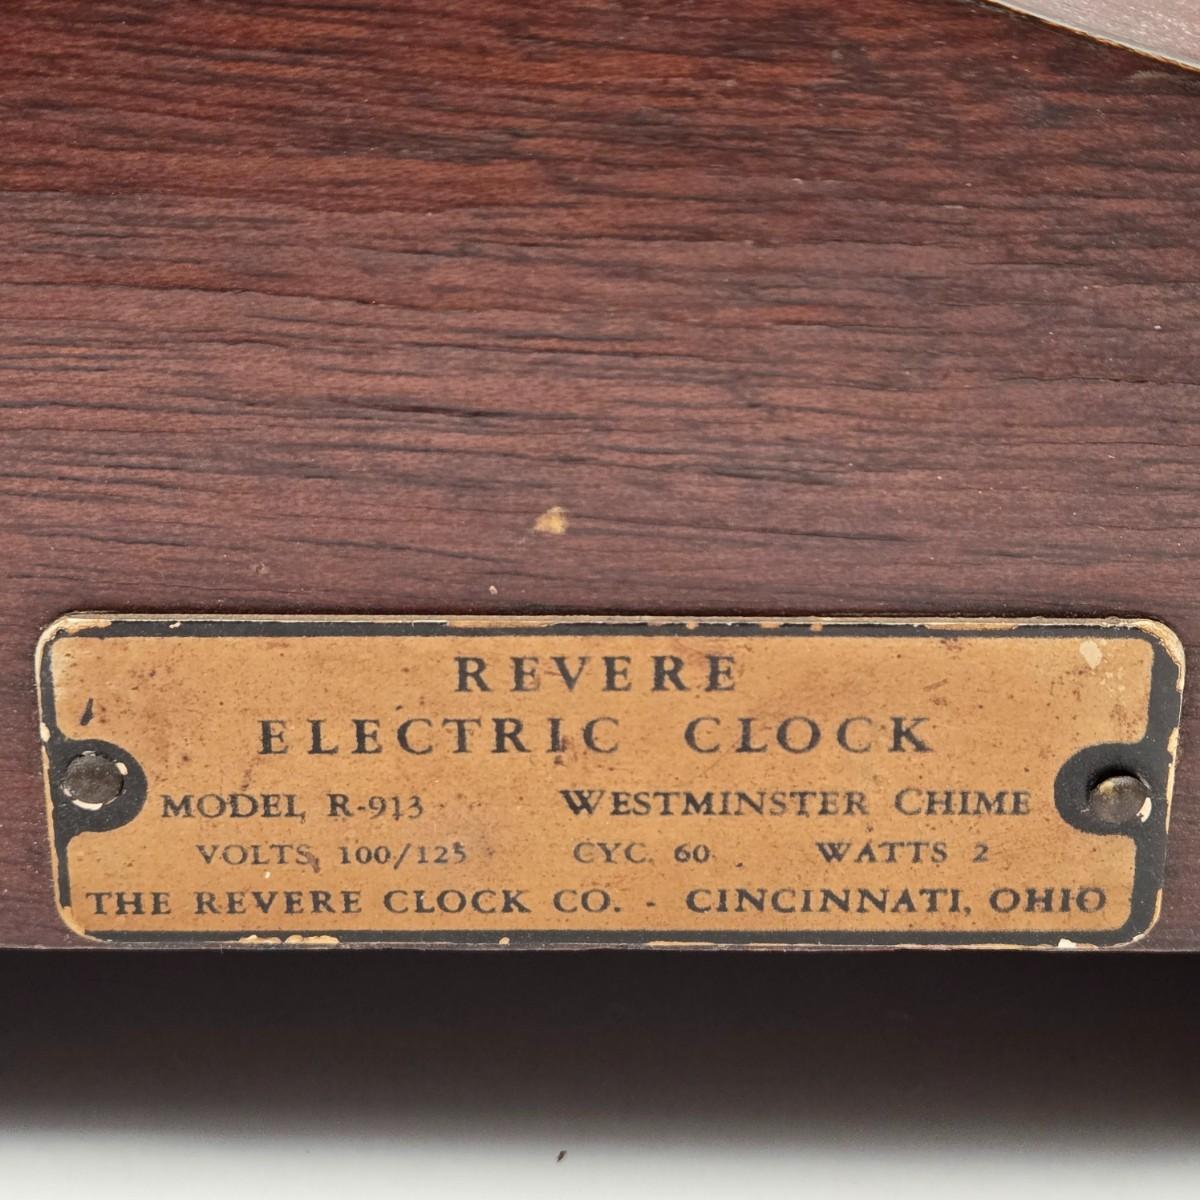 REVERE
ELECTRIC CLOCK
MODEL R-913 WESTMINSTER CHIME
VOLTS 100/125 CYC. 60 WATTS 2
THE REVERE CLOCK CO. - CINCINNATI, OHIO